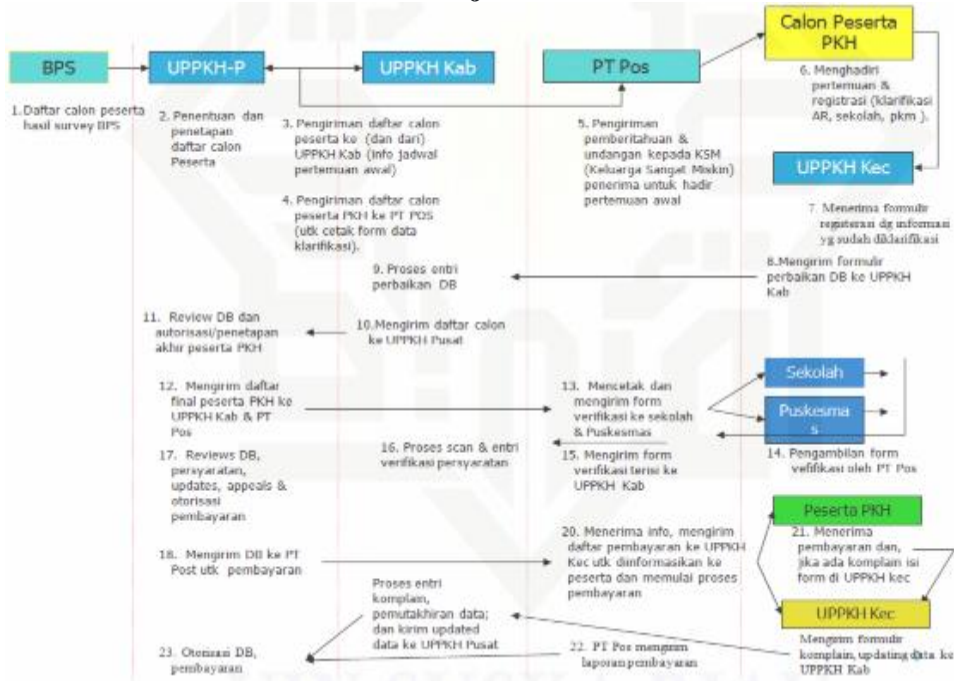 BPS
UPPKH-P
UPPKH Kab
PT Pos
Calon Peserta
PKH
1.Daftar calon peserta
hasil survey BPS
2. Penentuan dan
penetapan
daftar calon
Peserta
3. Pengiriman daftar calon
peserta ke (dan dari)
UPPKH Kab (info jadwal
pertemuan awal)
4. Pengiriman daftar calon
peserta PKH ke PT POS
(utk cetak form data
klarifikasi).
5. Pengiriman
pemberitahuan &
undangan kepada KSM
(Keluarga Sangat Miskin)
penerima untuk hadir
pertemuan awal
6. Menghadiri
pertemuan &
registrasi (klarifikasi
AR, sekolah, pkm ).
UPPKH Kec
7. Menerima formulir
registerasi dg informasi
yg sudah diklarifikasi
8.Mengirim formulir
perbaikan DB ke UPPKH
Kab
9. Proses entri
perbaikan DB
10.Mengirim daftar calon
ke UPPKH Pusat
11. Review DB dan
autorisasi/penetapan
akhir peserta PKH
12. Mengirim daftar
final peserta PKH ke
UPPKH Kab & PT
Pos
13. Mencetak dan
mengirim form
verifikasi ke sekolah
& Puskesmas
Sekolah
Puskesma
s
14. Pengambilan form
vefifikasi oleh PT Pos
15. Mengirim form
verifikasi terisi ke
UPPKH Kab
16. Proses scan & entri
verifikasi persyaratan
17. Reviews DB,
persyaratan,
updates, appeals &
otorisasi
pembayaran
18. Mengirim DB ke PT
Post utk pembayaran
20. Menerima info, mengirim
daftar pembayaran ke UPPKH
Kec utk diinformasikan ke
peserta dan memulai proses
pembayaran
Peserta PKH
21. Menerima
pembayaran dan,
jika ada komplain isi
form di UPPKH kec
UPPKH Kec
Mengirim formulir
komplain, updating data ke
UPPKH Kab
Proses entri
komplain,
pemutakhiran data;
dan kirim updated
data ke UPPKH Pusat
22. PT Pos mengirim
laporan pembayaran
23. Otorisasi DB,
pembayaran